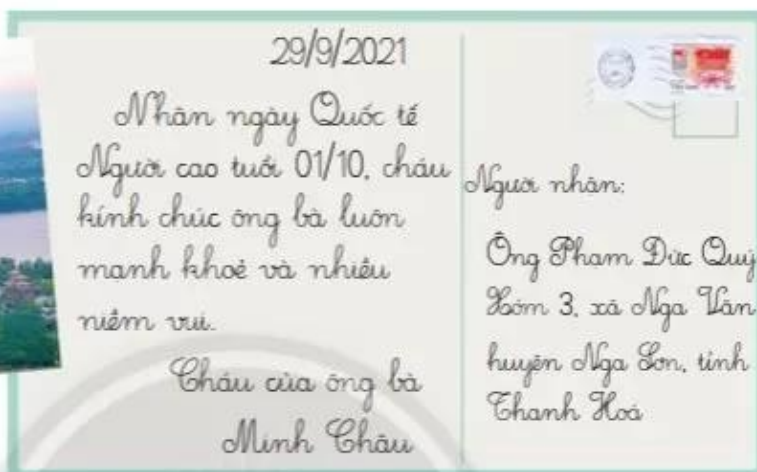 29/9/2021
Nhân ngày Quốc tế
Người cao tuổi 01/10, cháu
kính chúc ông bà luôn
mạnh khoẻ và nhiều
niềm vui.
Cháu của ông bà
Minh Châu
Người nhận:
Ông Phạm Đức Quý
Xóm 3, xã Nga Văn
huyện Nga Sơn, tỉnh
Thanh Hoá